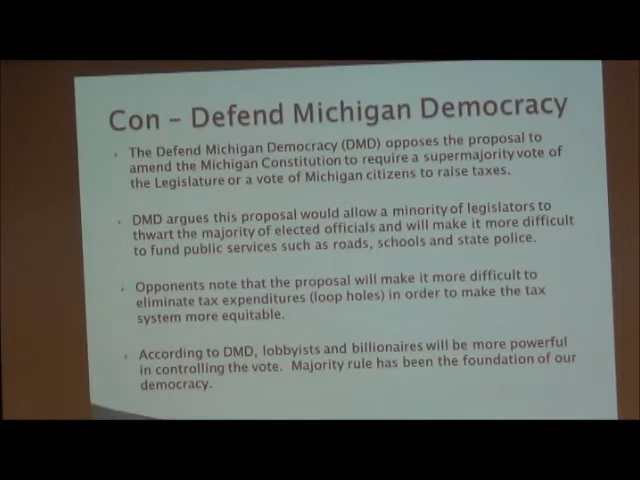 Con – Defend Michigan Democracy
The Defend Michigan Democracy (DMD) opposes the proposal to
amend the Michigan Constitution to require a supermajority vote of
the Legislature or a vote of Michigan citizens to raise taxes.
DMD argues this proposal would allow a minority of legislators to
thwart the majority of elected officials and will make it more difficult
to fund public services such as roads, schools and state police.
Opponents note that the proposal will make it more difficult to
eliminate tax expenditures (loop holes) in order to make the tax
system more equitable.
According to DMD, lobbyists and billionaires will be more powerful
in controlling the vote. Majority rule has been the foundation of our
democracy.